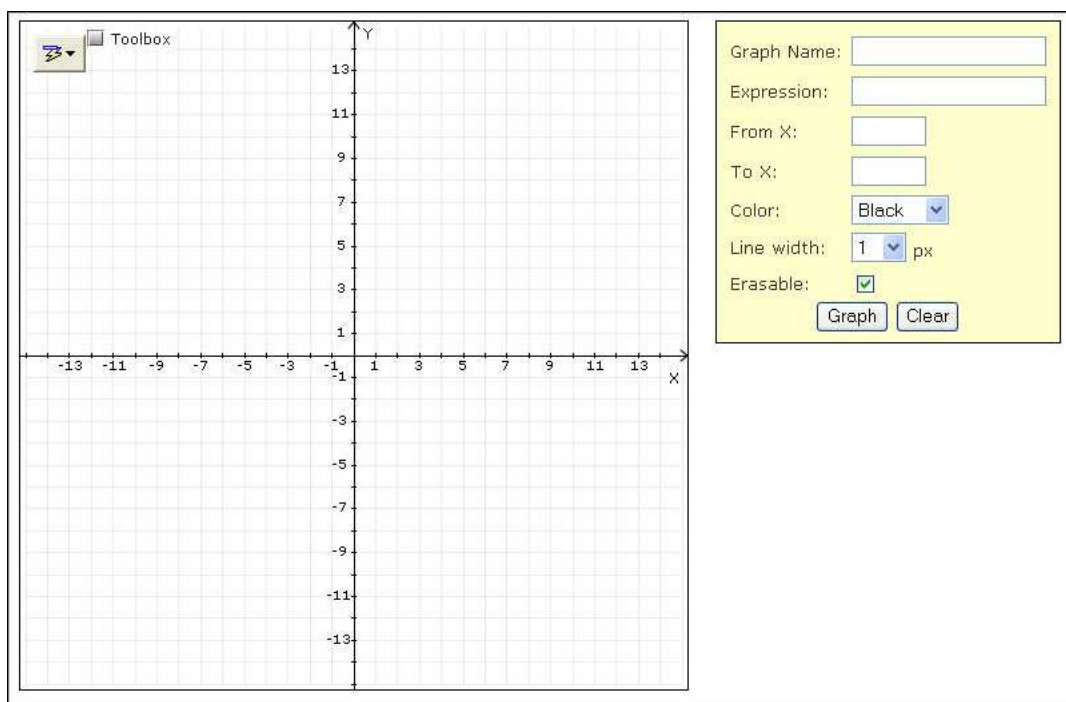 Toolbox
Y
13
11
9
7
5
3
1
-13 -11 -9 -7 -5 -3 -1 1 3 5 7 9 11 13
X
-1
-3
-5
-7
-9
-11
-13
Graph Name:
Expression:
From X:
To X:
Color: Black
Line width: 1 px
Erasable:
Graph Clear